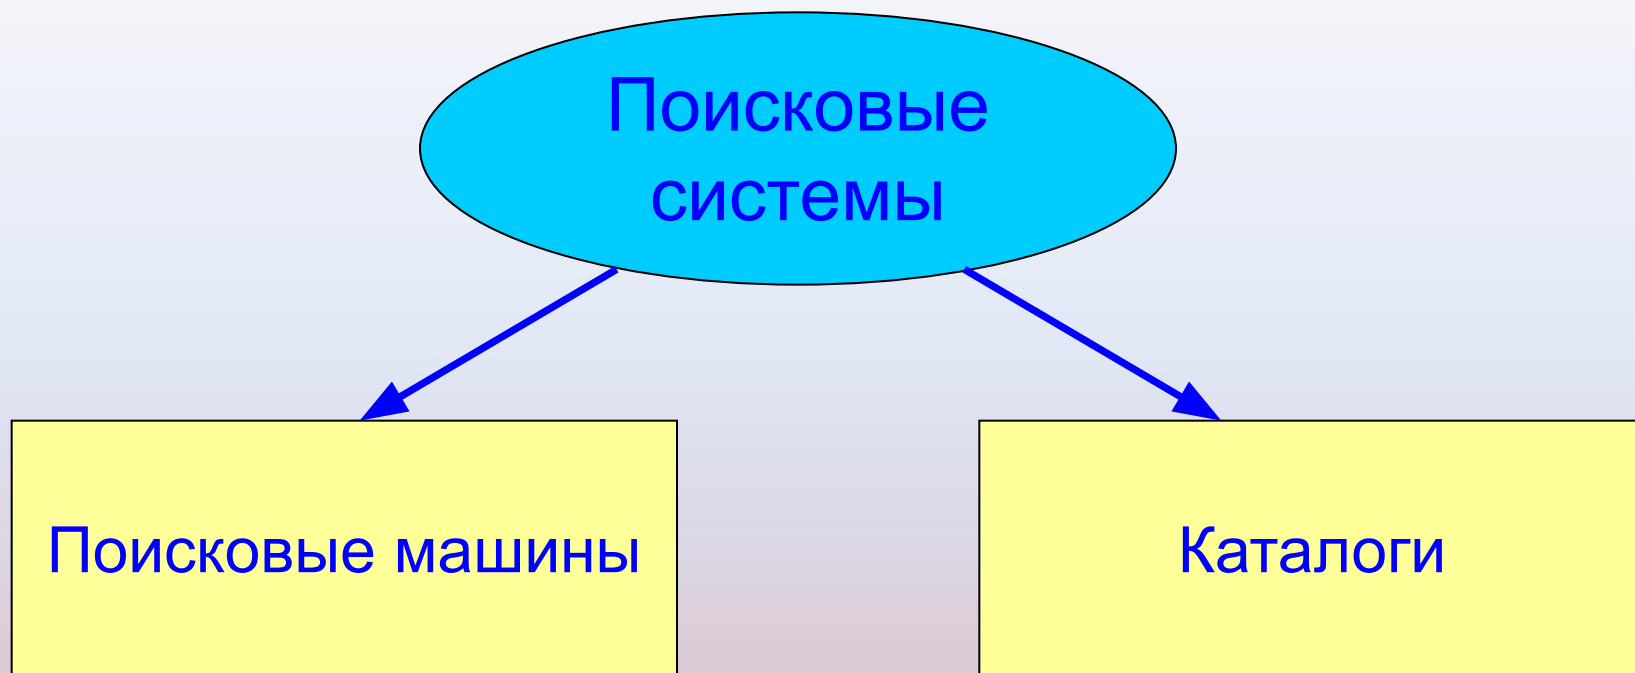 Поисковые
системы
Поисковые машины
Каталоги